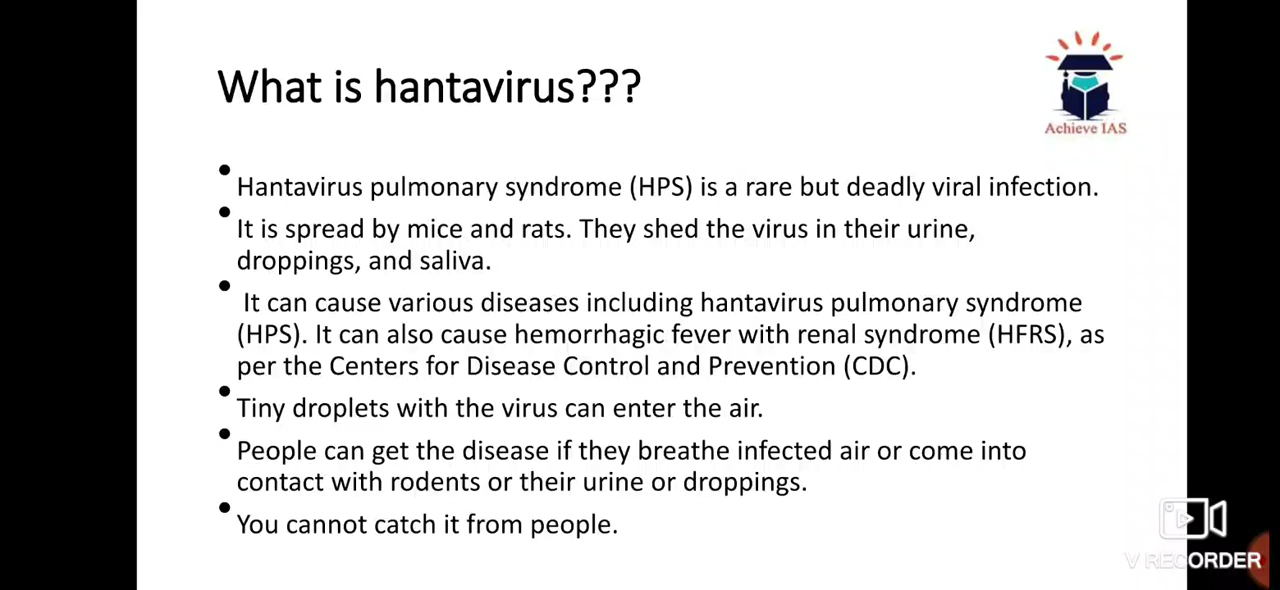 What is hantavirus???
Achieve IAS
• Hantavirus pulmonary syndrome (HPS) is a rare but deadly viral infection.
• It is spread by mice and rats. They shed the virus in their urine,
droppings, and saliva.
• It can cause various diseases including hantavirus pulmonary syndrome
(HPS). It can also cause hemorrhagic fever with renal syndrome (HFRS), as
per the Centers for Disease Control and Prevention (CDC).
• Tiny droplets with the virus can enter the air.
• People can get the disease if they breathe infected air or come into
contact with rodents or their urine or droppings.
• You cannot catch it from people.
V RECORDER